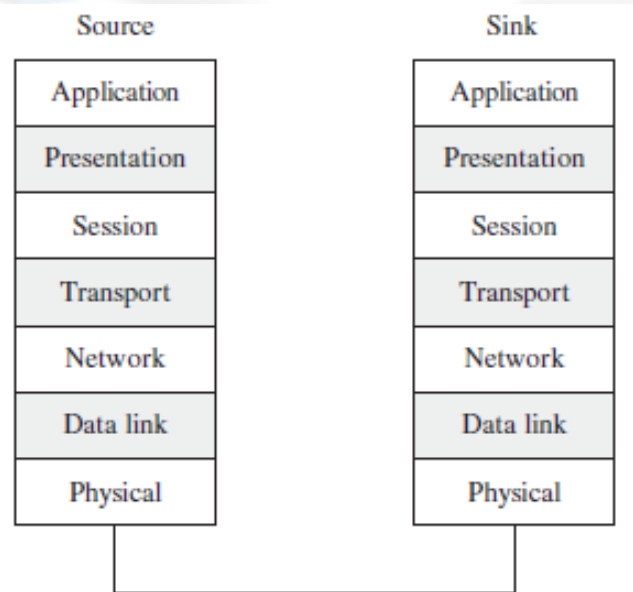 Source
Sink
Application
Application
Presentation
Presentation
Session
Session
Transport
Transport
Network
Network
Data link
Data link
Physical
Physical